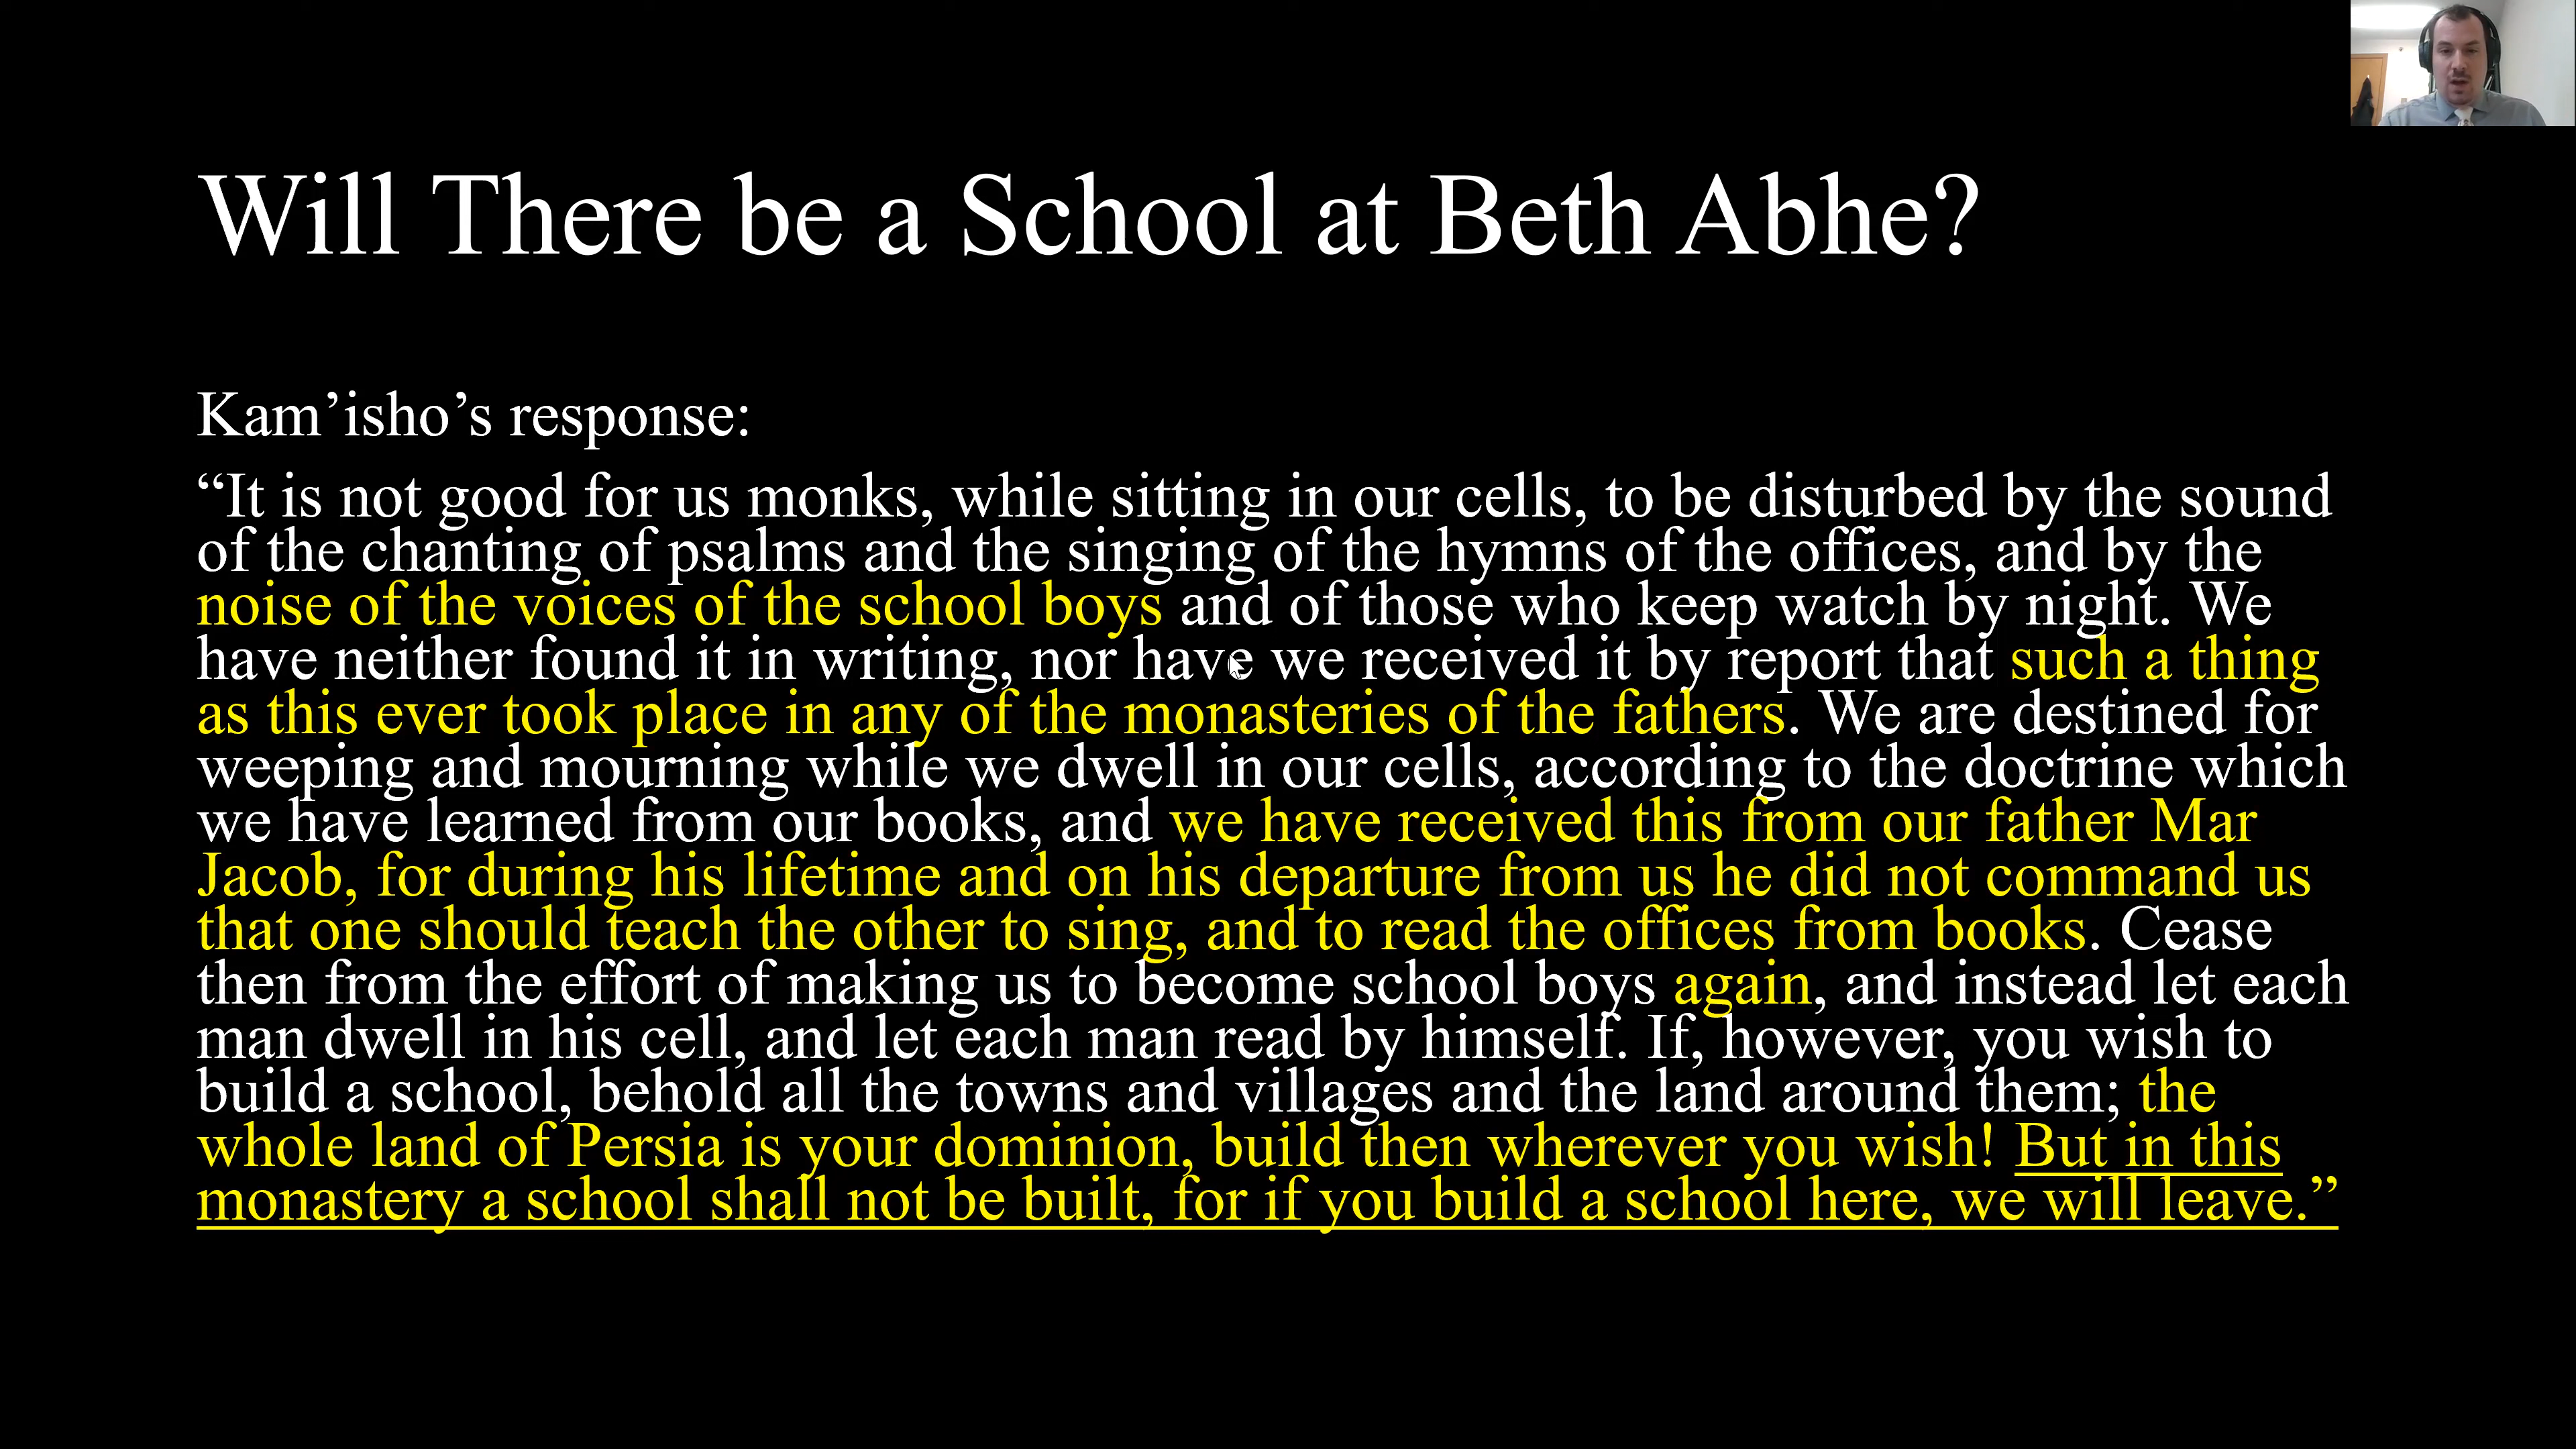 Will There be a School at Beth Abhe?
Kam’isho’s response:
“It is not good for us monks, while sitting in our cells, to be disturbed by the sound
of the chanting of psalms and the singing of the hymns of the offices, and by the
noise of the voices of the school boys and of those who keep watch by night. We
have neither found it in writing, nor have we received it by report that such a thing
as this ever took place in any of the monasteries of the fathers. We are destined for
weeping and mourning while we dwell in our cells, according to the doctrine which
we have learned from our books, and we have received this from our father Mar
Jacob, for during his lifetime and on his departure from us he did not command us
that one should teach the other to sing, and to read the offices from books. Cease
then from the effort of making us to become school boys again, and instead let each
man dwell in his cell, and let each man read by himself. If, however, you wish to
build a school, behold all the towns and villages and the land around them; the
whole land of Persia is your dominion, build then wherever you wish! But in this
monastery a school shall not be built, for if you build a school here, we will leave.”